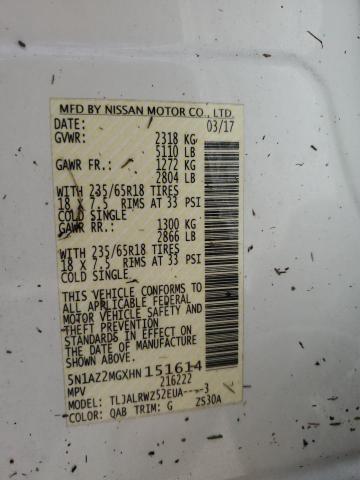 MFD BY NISSAN MOTOR CO., LTD.
DATE: 03/17
GVWR: 2318 KG
5110 LB
GAWR FR.: 1272 KG
2804 LB
WITH 235/65R18 TIRES
18 X 7.5 RIMS AT 33 PSI
COLD SINGLE
GAWR RR.: 1300 KG
2866 LB
WITH 235/65R18 TIRES
18 X 7.5 RIMS AT 33 PSI
COLD SINGLE
THIS VEHICLE CONFORMS TO
ALL APPLICABLE FEDERAL
MOTOR VEHICLE SAFETY AND
THEFT PREVENTION
STANDARDS IN EFFECT ON
THE DATE OF MANUFACTURE
SHOWN ABOVE.
5N1AZ2MGXHN151614
MPV 216222
MODEL: TLJALRWZ52EUA----3
COLOR: QAB TRIM: G ZS30A